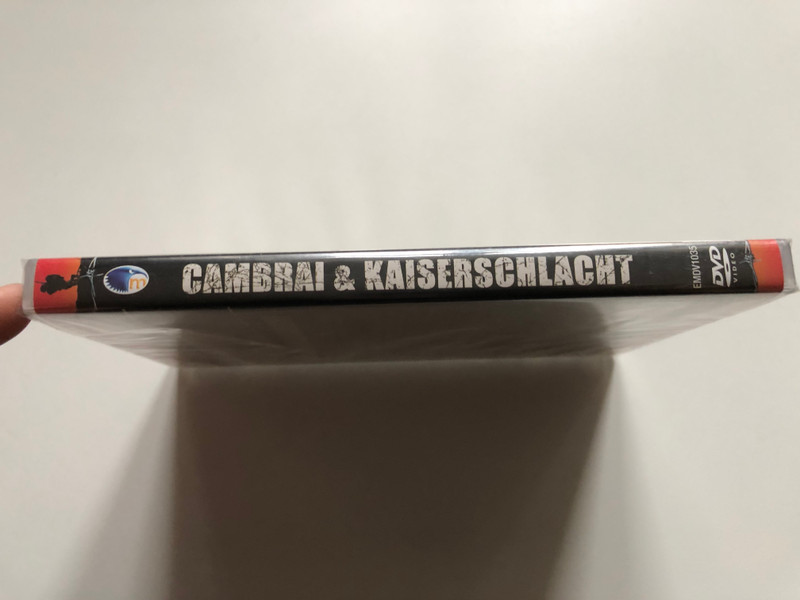 m
CAMBRAI & KAISERSCHLACHT
EMDV1035
DVD
VIDEO